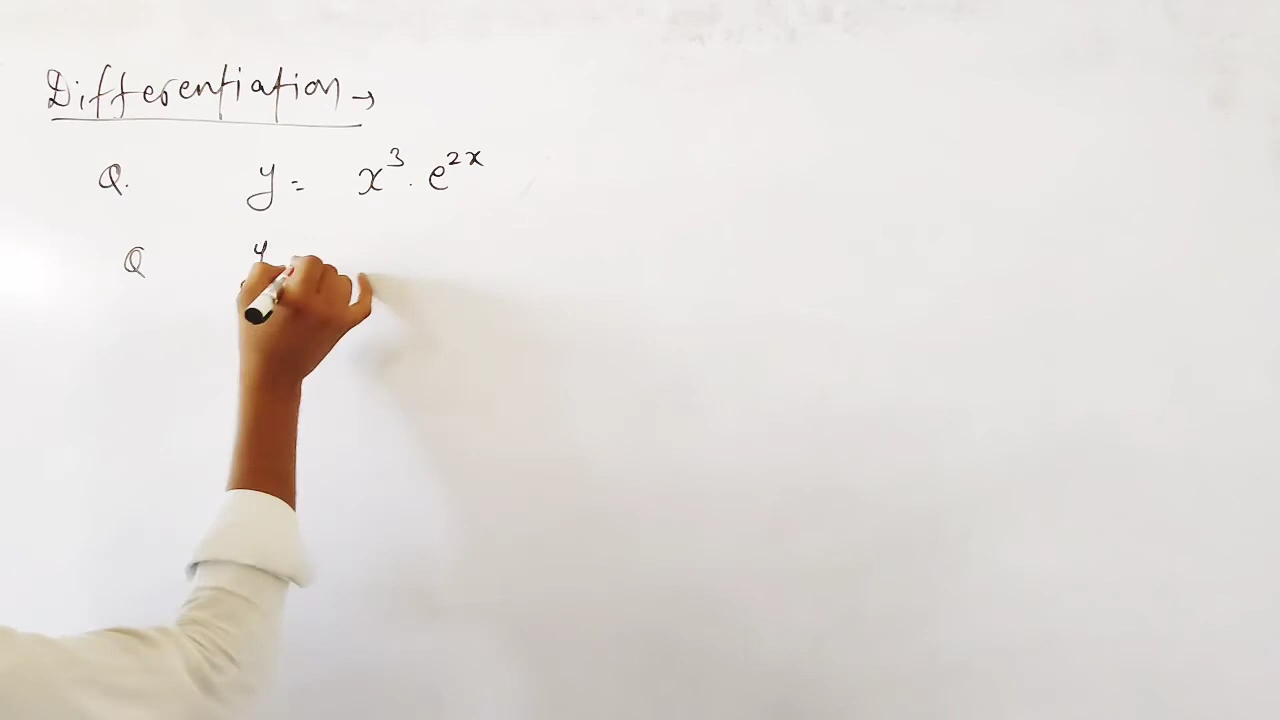 Differentiation →
Q. y = x³ · e²ˣ
Q y